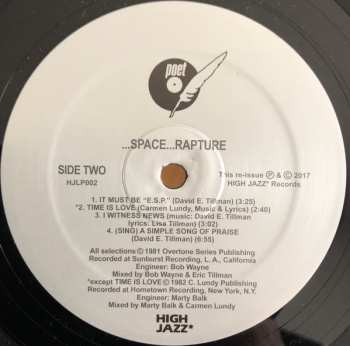 poet
...SPACE...RAPTURE
SIDE TWO
HJLP002
This re-issue ℗ & © 2017
HIGH JAZZ* Records
1. IT MUST BE "E.S.P." (David E. Tillman) (3:25)
*2. TIME IS LOVE (Carmen Lundy, Music & Lyrics) (2:40)
3. I WITNESS NEWS (music: David E. Tillman
lyrics: Lisa Tillman) (3:02)
4. (SING) A SIMPLE SONG OF PRAISE
(David E. Tillman) (6:55)
All selections © 1981 Overtone Series Publishing
Recorded at Sunburst Recording, L. A., California
Engineer: Bob Wayne
Mixed by Bob Wayne & Eric Tillman
*except TIME IS LOVE © 1982 C. Lundy Publishing
Recorded at Hometown Recording, New York, N.Y.
Engineer: Marty Balk
Mixed by Marty Balk & Carmen Lundy
HIGH
JAZZ*